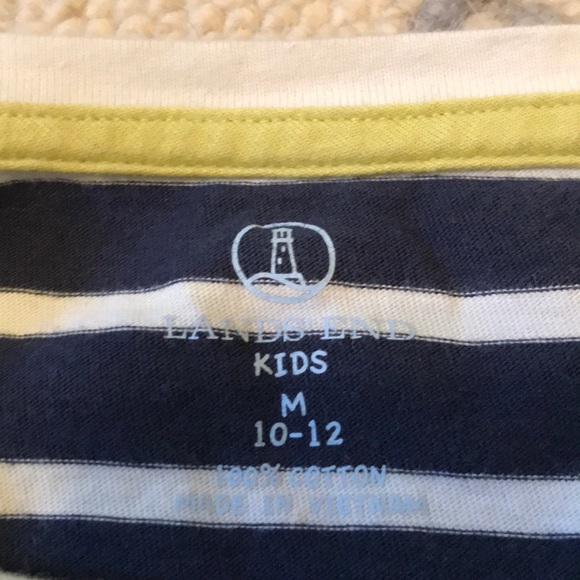 LANDS' END
KIDS
M
10-12
100% COTTON
MADE IN VIETNAM